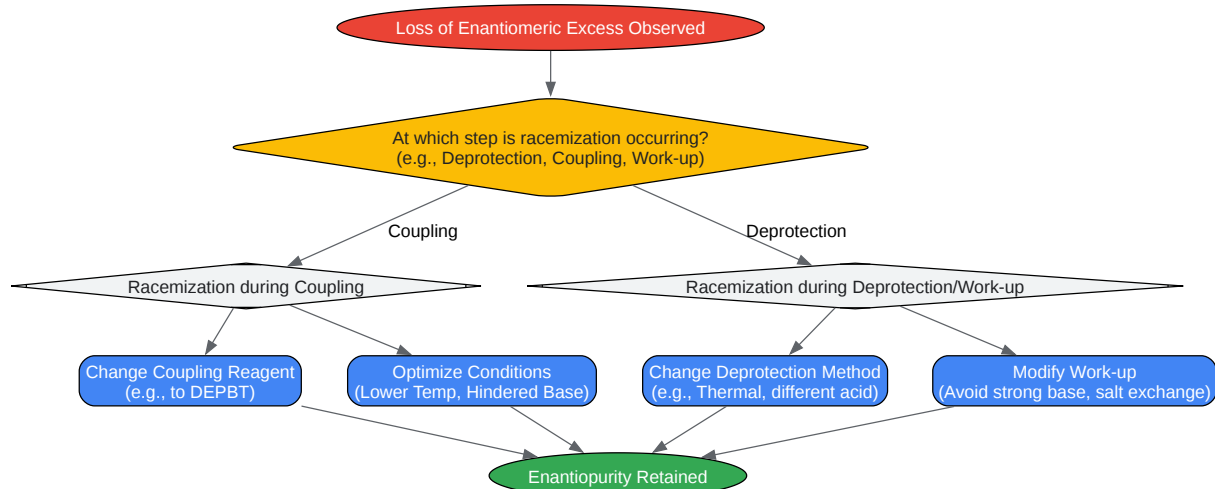 Loss of Enantiomeric Excess Observed
At which step is racemization occurring?
(e.g., Deprotection, Coupling, Work-up)
Coupling
Deprotection
Racemization during Coupling
Racemization during Deprotection/Work-up
Change Coupling Reagent
(e.g., to DEPBT)
Optimize Conditions
(Lower Temp, Hindered Base)
Change Deprotection Method
(e.g., Thermal, different acid)
Modify Work-up
(Avoid strong base, salt exchange)
Enantiopurity Retained